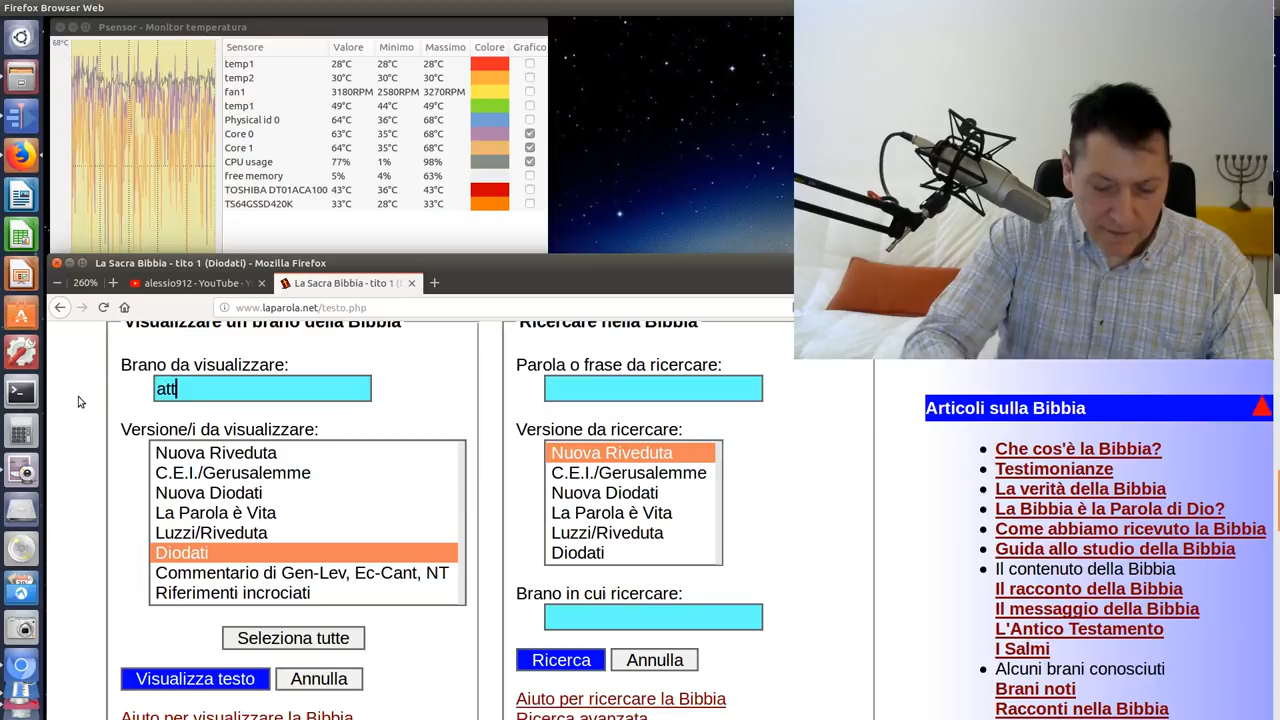 Firefox Browser Web
Psensor - Monitor temperatura
68°C
Sensore Valore Minimo Massimo Colore Grafico
temp1 28°C 28°C 28°C
temp2 30°C 30°C 30°C
fan1 3180RPM 2580RPM 3270RPM
temp1 49°C 44°C 49°C
Physical id 0 64°C 36°C 68°C
Core 0 63°C 35°C 68°C
Core 1 64°C 35°C 68°C
CPU usage 77% 1% 98%
free memory 5% 4% 63%
TOSHIBA DT01ACA100 43°C 36°C 43°C
TS64GSSD420K 33°C 28°C 33°C
La Sacra Bibbia - tito 1 (Diodati) - Mozilla Firefox
260%
alessio912 - YouTube - Y
La Sacra Bibbia - tito 1 (D
www.laparola.net/testo.php
Visualizzare un brano della Bibbia
Brano da visualizzare:
att
Versione/i da visualizzare:
Nuova Riveduta
C.E.I./Gerusalemme
Nuova Diodati
La Parola è Vita
Luzzi/Riveduta
Diodati
Commentario di Gen-Lev, Ec-Cant, NT
Riferimenti incrociati
Seleziona tutte
Visualizza testo Annulla
Aiuto per visualizzare la Bibbia
Ricercare nella Bibbia
Parola o frase da ricercare:
Versione da ricercare:
Nuova Riveduta
C.E.I./Gerusalemme
Nuova Diodati
La Parola è Vita
Luzzi/Riveduta
Diodati
Brano in cui ricercare:
Ricerca Annulla
Aiuto per ricercare la Bibbia
Ricerca avanzata
Articoli sulla Bibbia
Che cos'è la Bibbia?
Testimonianze
La verità della Bibbia
La Bibbia è la Parola di Dio?
Come abbiamo ricevuto la Bibbia
Guida allo studio della Bibbia
Il contenuto della Bibbia
Il racconto della Bibbia
Il messaggio della Bibbia
L'Antico Testamento
I Salmi
Alcuni brani conosciuti
Brani noti
Racconti nella Bibbia